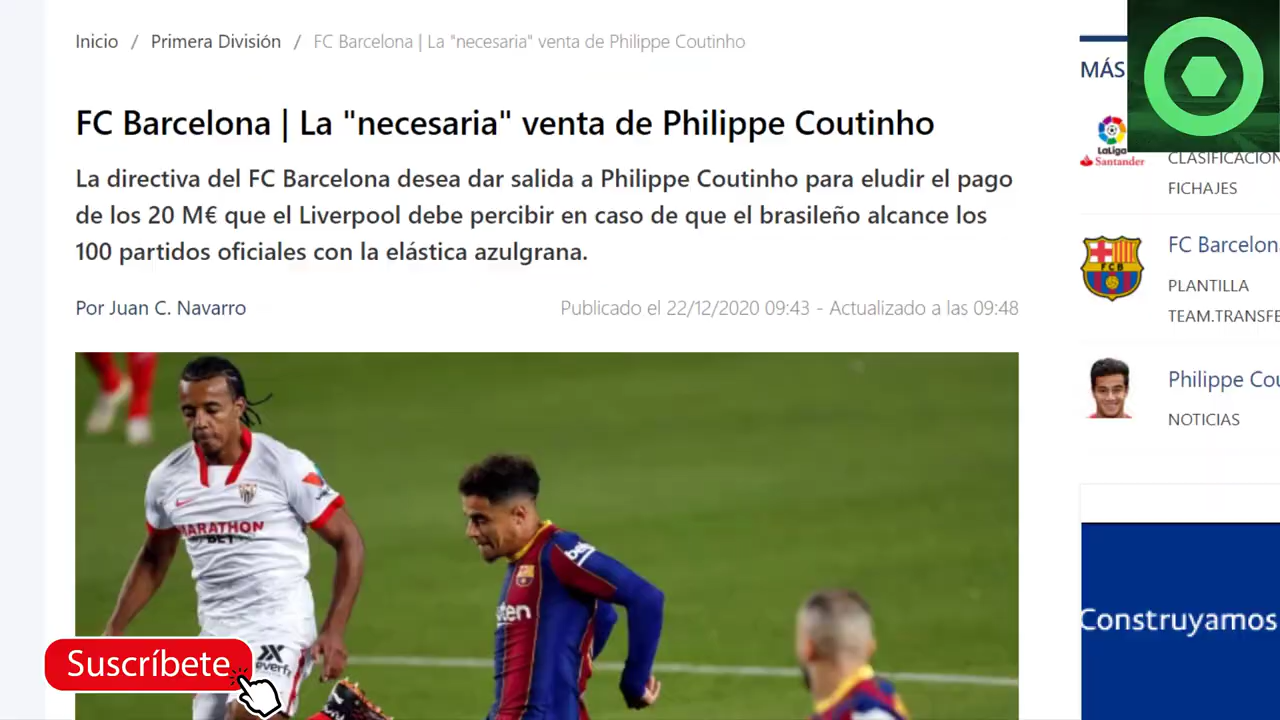 Inicio / Primera División / FC Barcelona | La "necesaria" venta de Philippe Coutinho
MÁS
FC Barcelona | La "necesaria" venta de Philippe Coutinho
La directiva del FC Barcelona desea dar salida a Philippe Coutinho para eludir el pago
de los 20 M€ que el Liverpool debe percibir en caso de que el brasileño alcance los
100 partidos oficiales con la elástica azulgrana.
Por Juan C. Navarro
Publicado el 22/12/2020 09:43 - Actualizado a las 09:48
LaLiga
Santander
CLASIFICACIÓN
FICHAJES
FCB
FC Barcelon
PLANTILLA
TEAM.TRANSFE
Philippe Cou
NOTICIAS
MARATHON
BET
Construyamos
Suscríbete